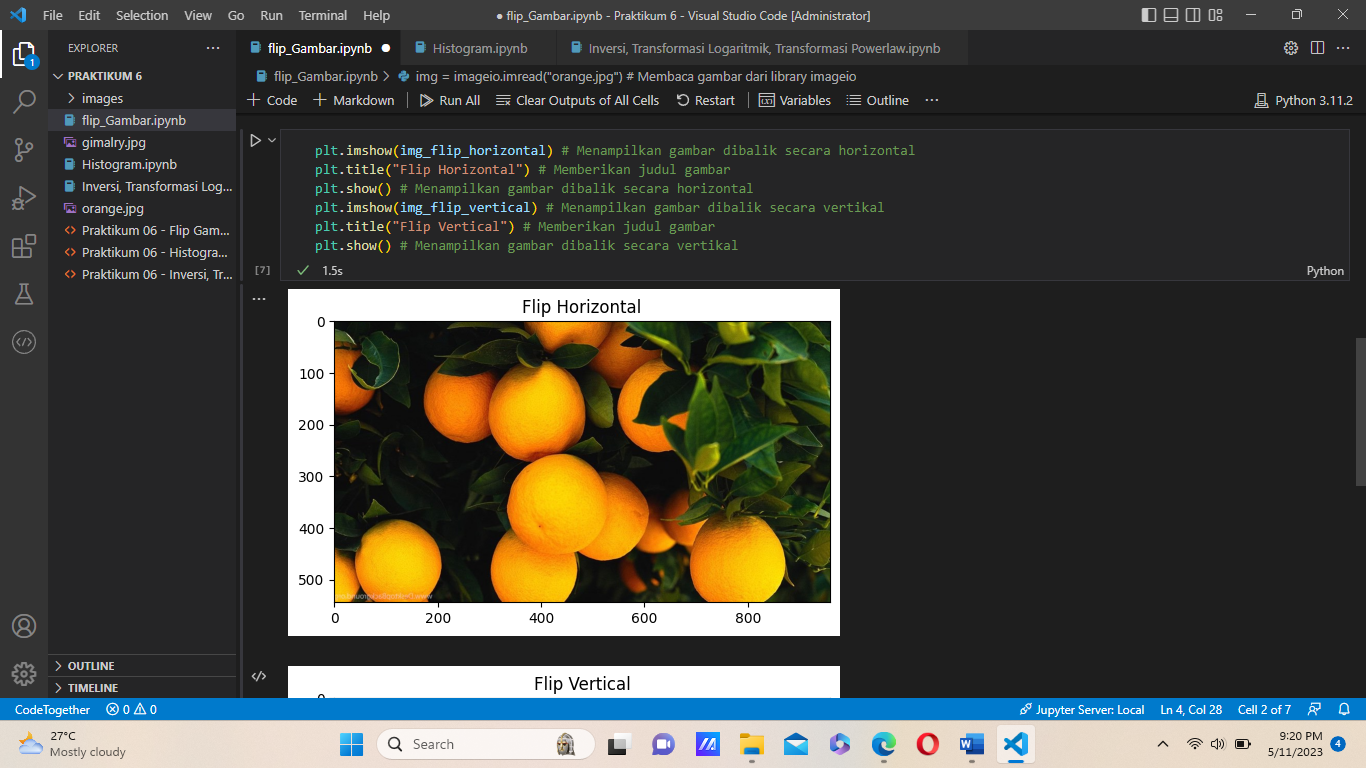 File Edit Selection View Go Run Terminal Help
● flip_Gambar.ipynb - Praktikum 6 - Visual Studio Code [Administrator]
EXPLORER
PRAKTIKUM 6
images
flip_Gambar.ipynb
gimalry.jpg
Histogram.ipynb
Inversi, Transformasi Log...
orange.jpg
Praktikum 06 - Flip Gam...
Praktikum 06 - Histogra...
Praktikum 06 - Inversi, Tr...
OUTLINE
TIMELINE
1
flip_Gambar.ipynb ●
Histogram.ipynb
Inversi, Transformasi Logaritmik, Transformasi Powerlaw.ipynb
flip_Gambar.ipynb > img = imageio.imread("orange.jpg") # Membaca gambar dari library imageio
+ Code + Markdown Run All Clear Outputs of All Cells Restart Variables Outline ... Python 3.11.2
plt.imshow(img_flip_horizontal) # Menampilkan gambar dibalik secara horizontal
plt.title("Flip Horizontal") # Memberikan judul gambar
plt.show() # Menampilkan gambar dibalik secara horizontal
plt.imshow(img_flip_vertical) # Menampilkan gambar dibalik secara vertikal
plt.title("Flip Vertical") # Memberikan judul gambar
plt.show() # Menampilkan gambar dibalik secara vertikal
[7] 1.5s Python
Flip Horizontal
0
100
200
300
400
500
0 200 400 600 800
Flip Vertical
0
CodeTogether 0 0 Jupyter Server: Local Ln 4, Col 28 Cell 2 of 7
27°C
Mostly cloudy
Search
9:20 PM
5/11/2023
4